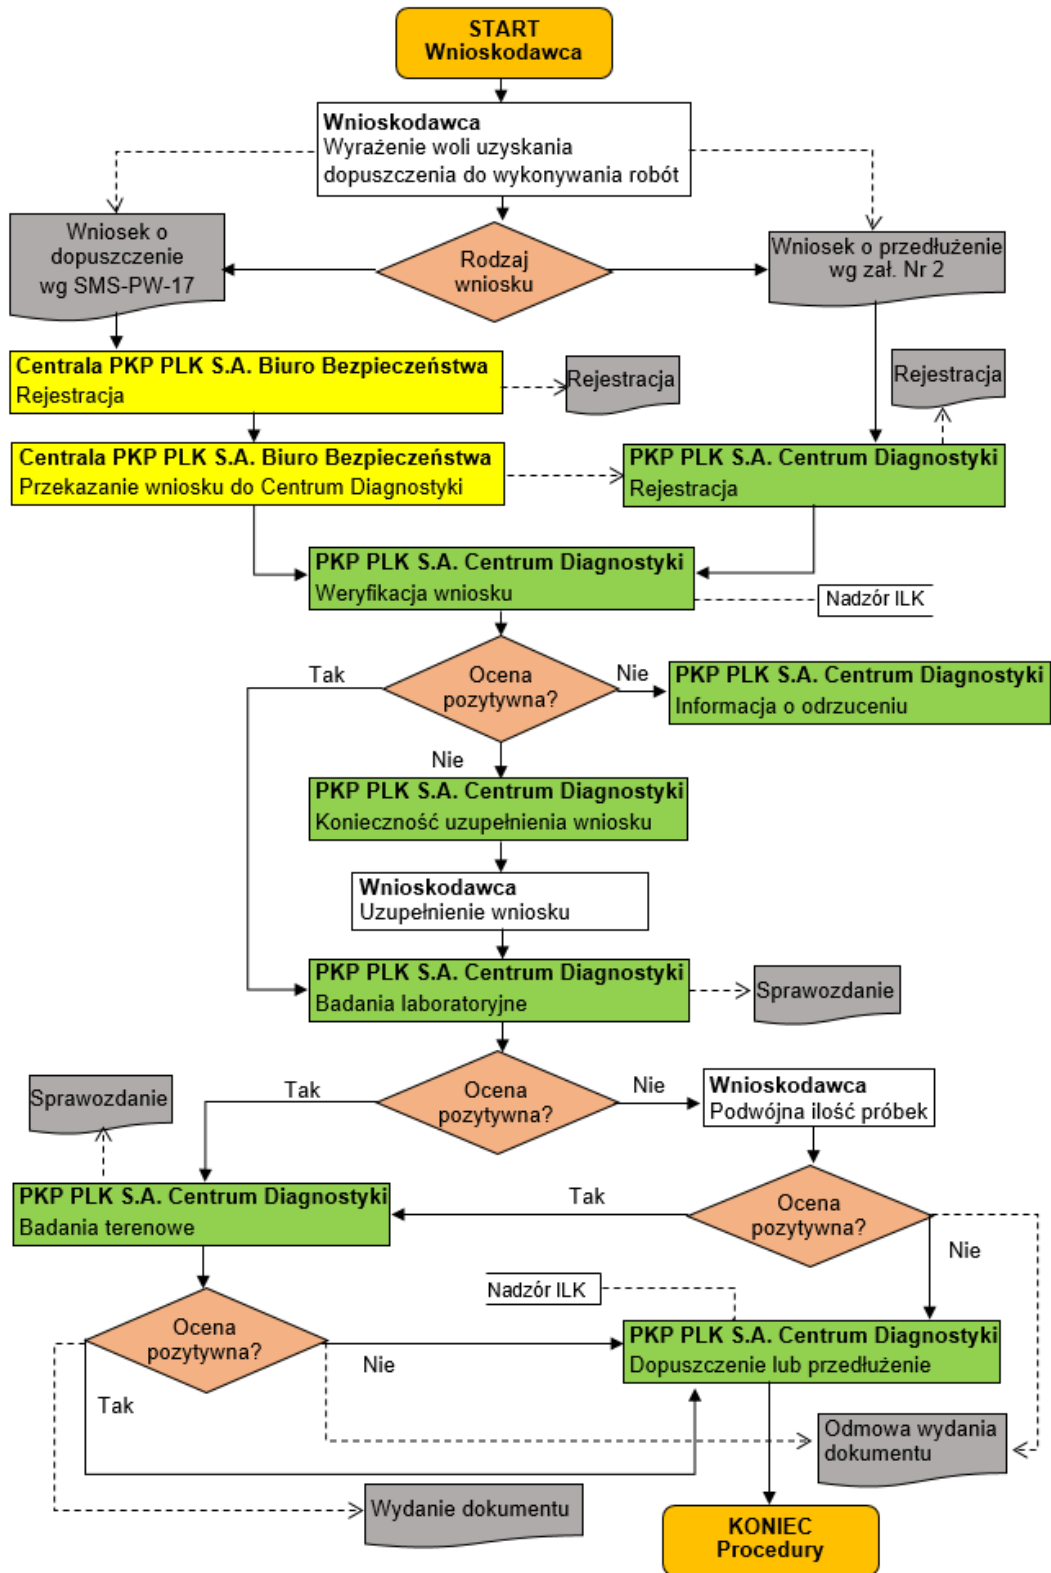 START
Wnioskodawca
Wnioskodawca
Wyrażenie woli uzyskania
dopuszczenia do wykonywania robót
Wniosek o
dopuszczenie
wg SMS-PW-17
Rodzaj
wniosku
Wniosek o przedłużenie
wg zał. Nr 2
Centrala PKP PLK S.A. Biuro Bezpieczeństwa
Rejestracja
Rejestracja
Rejestracja
Centrala PKP PLK S.A. Biuro Bezpieczeństwa
Przekazanie wniosku do Centrum Diagnostyki
PKP PLK S.A. Centrum Diagnostyki
Rejestracja
PKP PLK S.A. Centrum Diagnostyki
Weryfikacja wniosku
Nadzór ILK
Tak
Ocena
pozytywna?
Nie
PKP PLK S.A. Centrum Diagnostyki
Informacja o odrzuceniu
Nie
PKP PLK S.A. Centrum Diagnostyki
Konieczność uzupełnienia wniosku
Wnioskodawca
Uzupełnienie wniosku
PKP PLK S.A. Centrum Diagnostyki
Badania laboratoryjne
Sprawozdanie
Sprawozdanie
Tak
Ocena
pozytywna?
Nie
Wnioskodawca
Podwójna ilość próbek
PKP PLK S.A. Centrum Diagnostyki
Badania terenowe
Tak
Ocena
pozytywna?
Nie
Nadzór ILK
Ocena
pozytywna?
Nie
PKP PLK S.A. Centrum Diagnostyki
Dopuszczenie lub przedłużenie
Tak
Odmowa wydania
dokumentu
Wydanie dokumentu
KONIEC
Procedury